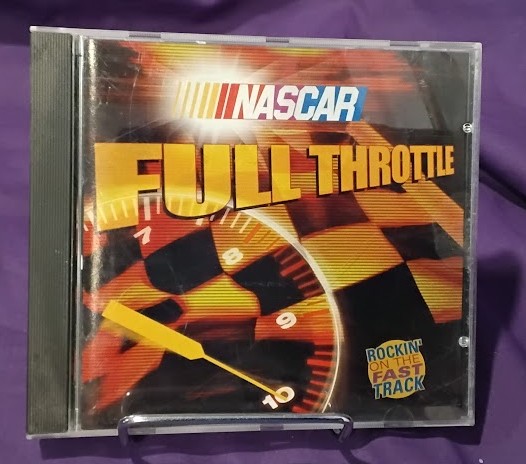 NASCAR
FULL THROTTLE
7
8
9
10
ROCKIN'
ON THE
FAST
TRACK